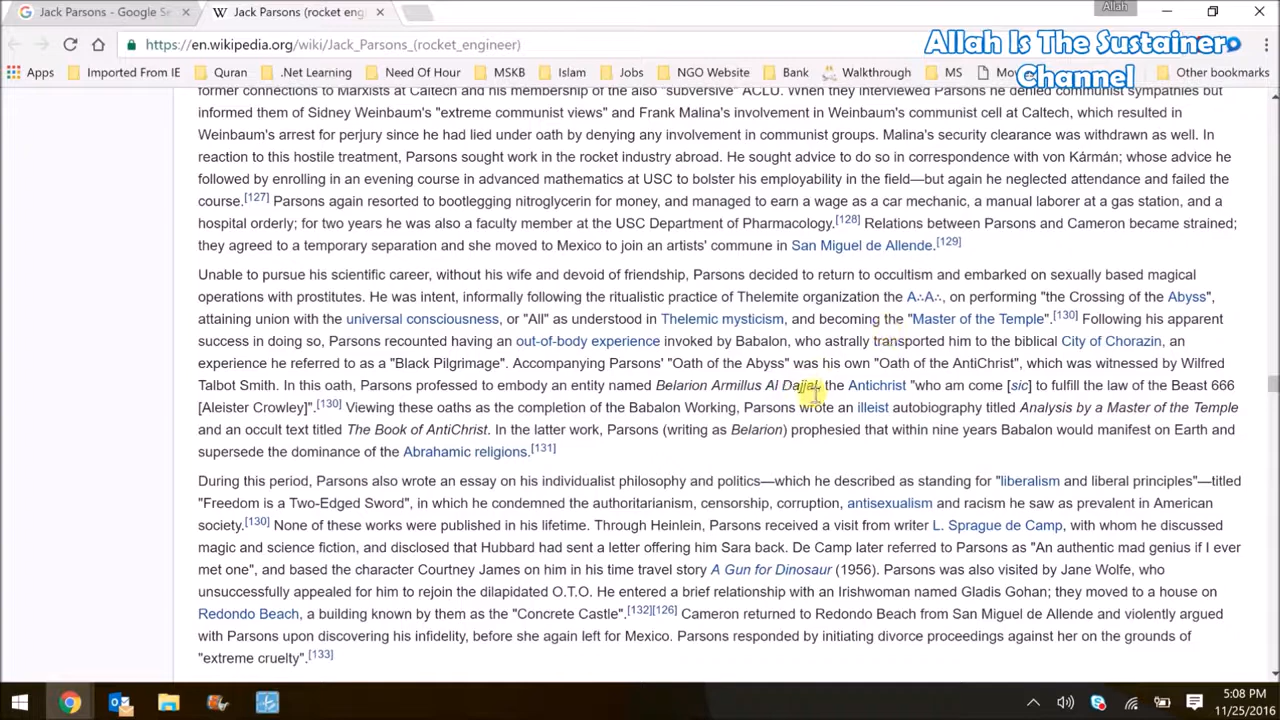 Jack Parsons - Google Se
Jack Parsons (rocket eng
Allah
https://en.wikipedia.org/wiki/Jack_Parsons_(rocket_engineer)
Allah Is The Sustainer
Channel
Apps Imported From IE Quran .Net Learning Need Of Hour MSKB Islam Jobs NGO Website Bank Walkthrough MS Other bookmarks
former connections to Marxists at Caltech and his membership of the also "subversive" ACLU. When they interviewed Parsons he denied communist sympathies but
informed them of Sidney Weinbaum's "extreme communist views" and Frank Malina's involvement in Weinbaum's communist cell at Caltech, which resulted in
Weinbaum's arrest for perjury since he had lied under oath by denying any involvement in communist groups. Malina's security clearance was withdrawn as well. In
reaction to this hostile treatment, Parsons sought work in the rocket industry abroad. He sought advice to do so in correspondence with von Kármán; whose advice he
followed by enrolling in an evening course in advanced mathematics at USC to bolster his employability in the field—but again he neglected attendance and failed the
course.[127] Parsons again resorted to bootlegging nitroglycerin for money, and managed to earn a wage as a car mechanic, a manual laborer at a gas station, and a
hospital orderly; for two years he was also a faculty member at the USC Department of Pharmacology.[128] Relations between Parsons and Cameron became strained;
they agreed to a temporary separation and she moved to Mexico to join an artists' commune in San Miguel de Allende.[129]
Unable to pursue his scientific career, without his wife and devoid of friendship, Parsons decided to return to occultism and embarked on sexually based magical
operations with prostitutes. He was intent, informally following the ritualistic practice of Thelemite organization the A∴A∴, on performing "the Crossing of the Abyss",
attaining union with the universal consciousness, or "All" as understood in Thelemic mysticism, and becoming the "Master of the Temple".[130] Following his apparent
success in doing so, Parsons recounted having an out-of-body experience invoked by Babalon, who astrally transported him to the biblical City of Chorazin, an
experience he referred to as a "Black Pilgrimage". Accompanying Parsons' "Oath of the Abyss" was his own "Oath of the AntiChrist", which was witnessed by Wilfred
Talbot Smith. In this oath, Parsons professed to embody an entity named Belarion Armillus Al Dajjal, the Antichrist "who am come [sic] to fulfill the law of the Beast 666
[Aleister Crowley]".[130] Viewing these oaths as the completion of the Babalon Working, Parsons wrote an illeist autobiography titled Analysis by a Master of the Temple
and an occult text titled The Book of AntiChrist. In the latter work, Parsons (writing as Belarion) prophesied that within nine years Babalon would manifest on Earth and
supersede the dominance of the Abrahamic religions.[131]
During this period, Parsons also wrote an essay on his individualist philosophy and politics—which he described as standing for "liberalism and liberal principles"—titled
"Freedom is a Two-Edged Sword", in which he condemned the authoritarianism, censorship, corruption, antisexualism and racism he saw as prevalent in American
society.[130] None of these works were published in his lifetime. Through Heinlein, Parsons received a visit from writer L. Sprague de Camp, with whom he discussed
magic and science fiction, and disclosed that Hubbard had sent a letter offering him Sara back. De Camp later referred to Parsons as "An authentic mad genius if I ever
met one", and based the character Courtney James on him in his time travel story A Gun for Dinosaur (1956). Parsons was also visited by Jane Wolfe, who
unsuccessfully appealed for him to rejoin the dilapidated O.T.O. He entered a brief relationship with an Irishwoman named Gladis Gohan; they moved to a house on
Redondo Beach, a building known by them as the "Concrete Castle".[132][126] Cameron returned to Redondo Beach from San Miguel de Allende and violently argued
with Parsons upon discovering his infidelity, before she again left for Mexico. Parsons responded by initiating divorce proceedings against her on the grounds of
"extreme cruelty".[133]
5:08 PM
11/25/2016